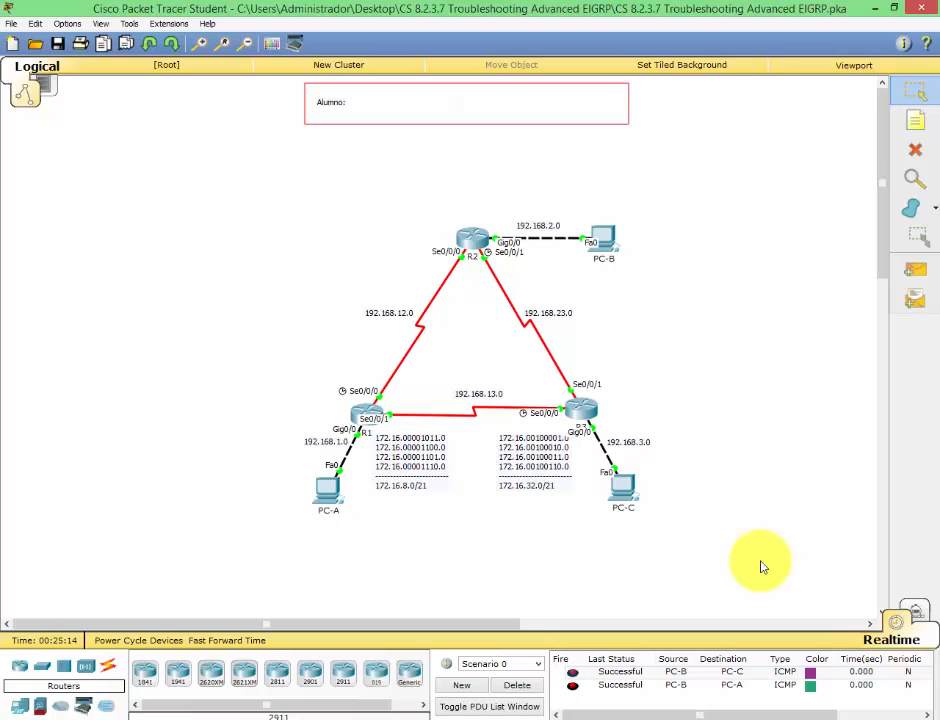 Cisco Packet Tracer Student - C:\Users\Administrador\Desktop\CS 8.2.3.7 Troubleshooting Advanced EIGRP\CS 8.2.3.7 Troubleshooting Advanced EIGRP.pka
File Edit Options View Tools Extensions Help
Logical [Root] New Cluster Move Object Set Tiled Background Viewport
Alumno:
192.168.2.0
Gig0/0 Fa0
Se0/0/0 Se0/0/1
R2 PC-B
192.168.12.0 192.168.23.0
Se0/0/0 192.168.13.0 Se0/0/1
Se0/0/1 Se0/0/0
Gig0/0 R1 Gig0/0 R3
192.168.1.0 192.168.3.0
172.16.00001011.0
172.16.00001100.0
172.16.00001101.0
172.16.00001110.0
-------------------------
172.16.8.0/21
172.16.00100001.0
172.16.00100010.0
172.16.00100011.0
172.16.00100110.0
-------------------------
172.16.32.0/21
Fa0 Fa0
PC-A PC-C
Time: 00:25:14 Power Cycle Devices Fast Forward Time Realtime
Routers
1841 1941 2620XM 2621XM 2811 2901 2911 819 Generic
2911
Scenario 0
New Delete
Toggle PDU List Window
Fire Last Status Source Destination Type Color Time(sec) Periodic
Successful PC-B PC-C ICMP 0.000 N
Successful PC-B PC-A ICMP 0.000 N